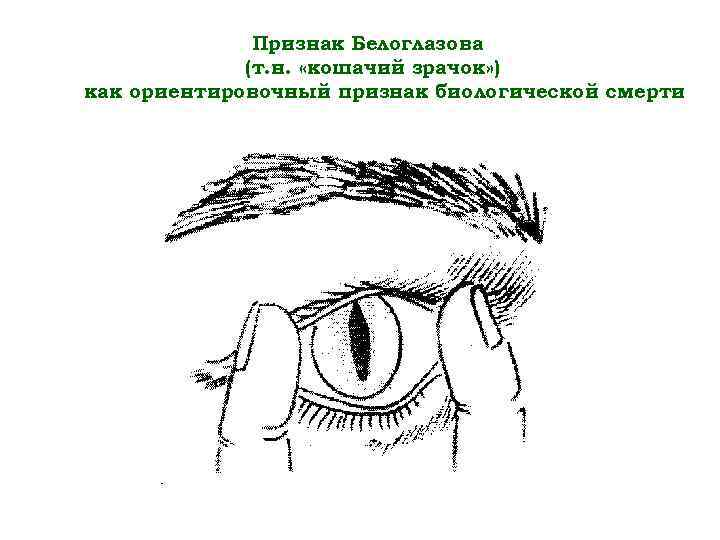 Признак Белоглазова
(т.н. «кошачий зрачок»)
как ориентировочный признак биологической смерти